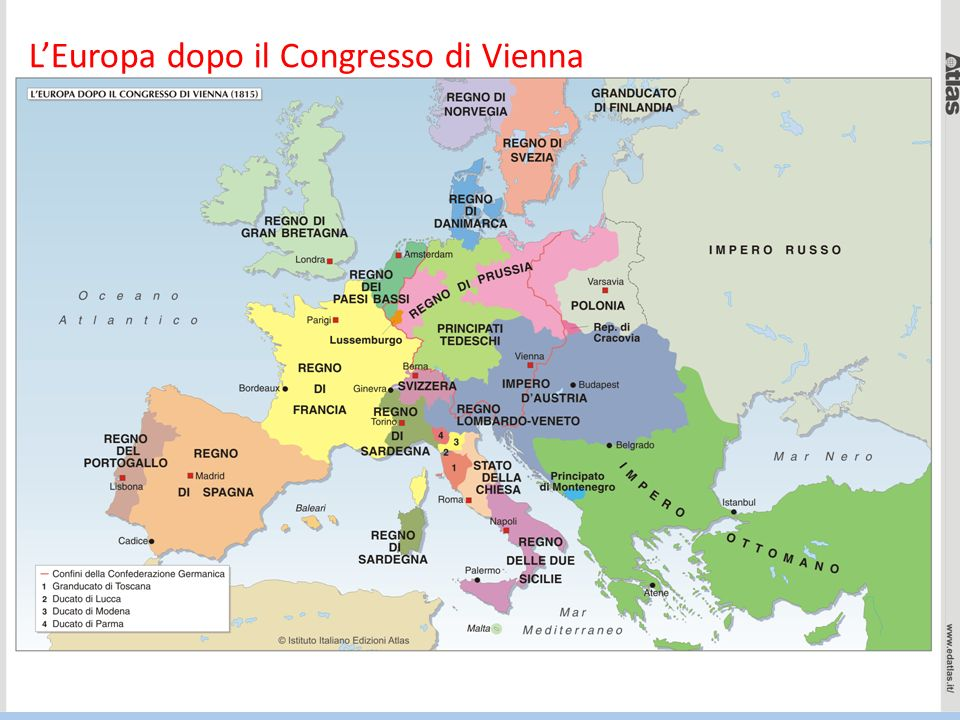 L’Europa dopo il Congresso di Vienna
Atlas
L’EUROPA DOPO IL CONGRESSO DI VIENNA (1815)
REGNO DI
NORVEGIA
GRANDUCATO
DI FINLANDIA
REGNO DI
SVEZIA
REGNO
DI
DANIMARCA
REGNO DI
GRAN BRETAGNA
Londra
Amsterdam
IMPERO RUSSO
REGNO
DEI
PAESI BASSI
REGNO DI PRUSSIA
Varsavia
POLONIA
Oceano
Atlantico
Parigi
Lussemburgo
PRINCIPATI
TEDESCHI
Rep. di
Cracovia
Vienna
REGNO
DI
FRANCIA
Berna
SVIZZERA
Bordeaux
Ginevra
IMPERO
D’AUSTRIA
Budapest
REGNO
Torino
DI
SARDEGNA
REGNO
LOMBARDO-VENETO
4
3
2
1
REGNO
DEL
PORTOGALLO
Lisbona
REGNO
Madrid
DI SPAGNA
STATO
DELLA
CHIESA
Roma
Belgrado
Mar Nero
Principato
di Montenegro
IMPERO
OTTOMANO
Istanbul
Baleari
Cadice
Napoli
REGNO
DI
SARDEGNA
REGNO
DELLE DUE
SICILIE
Palermo
Atene
Malta
Mar
Mediterraneo
Confini della Confederazione Germanica
1 Granducato di Toscana
2 Ducato di Lucca
3 Ducato di Modena
4 Ducato di Parma
© Istituto Italiano Edizioni Atlas
www.edatlas.it/